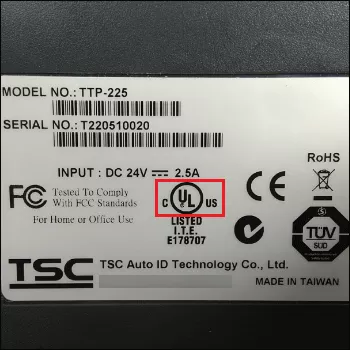 MODEL NO.: TTP-225
SERIAL NO.: T220510020
INPUT : DC 24V 2.5A
RoHS
FC Tested To Comply
With FCC Standards
For Home or Office Use
C UL US
LISTED
I.T.E.
E178707
CE
TÜV
SUD
TSC TSC Auto ID Technology Co., Ltd.
MADE IN TAIWAN